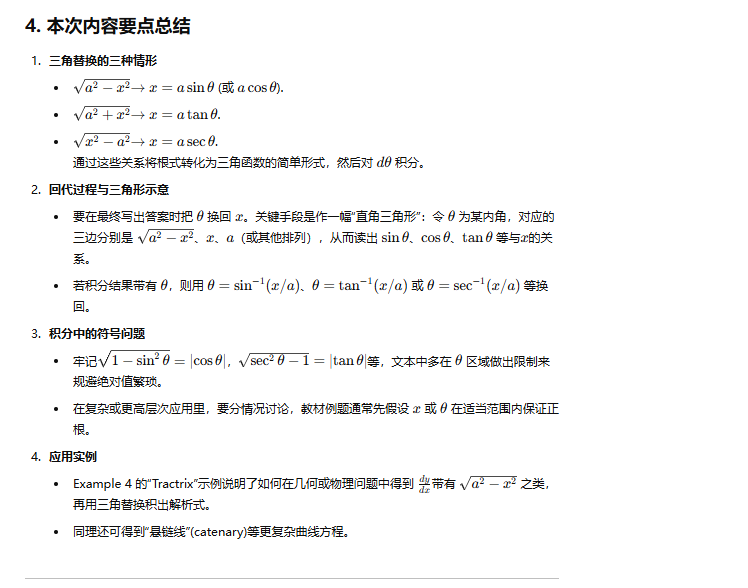 4. 本次内容要点总结
1. 三角替换的三种情形
• √(a² − x²) → x = a sin θ (或 a cos θ).
• √(a² + x²) → x = a tan θ.
• √(x² − a²) → x = a sec θ.
通过这些关系将根式转化为三角函数的简单形式，然后对 dθ 积分。
2. 回代过程与三角形示意
• 要在最终写出答案时把 θ 换回 x。关键手段是作一幅“直角三角形”：令 θ 为某内角，对应的
三边分别是 √(a² − x²)、x、a（或其他排列），从而读出 sin θ、cos θ、tan θ 等与x的关
系。
• 若积分结果带有 θ，则用 θ = sin⁻¹(x/a)、θ = tan⁻¹(x/a) 或 θ = sec⁻¹(x/a) 等换
回。
3. 积分中的符号问题
• 牢记√(1 − sin² θ) = |cos θ|，√(sec² θ − 1) = |tan θ|等，文本中多在 θ 区域做出限制来
规避绝对值繁琐。
• 在复杂或更高层次应用里，要分情况讨论，教材例题通常先假设 x 或 θ 在适当范围内保证正
根。
4. 应用实例
• Example 4 的“Tractrix”示例说明了如何在几何或物理问题中得到 dy/dx 带有 √(a² − x²) 之类，
再用三角替换积出解析式。
• 同理还可得到“悬链线”(catenary)等更复杂曲线方程。